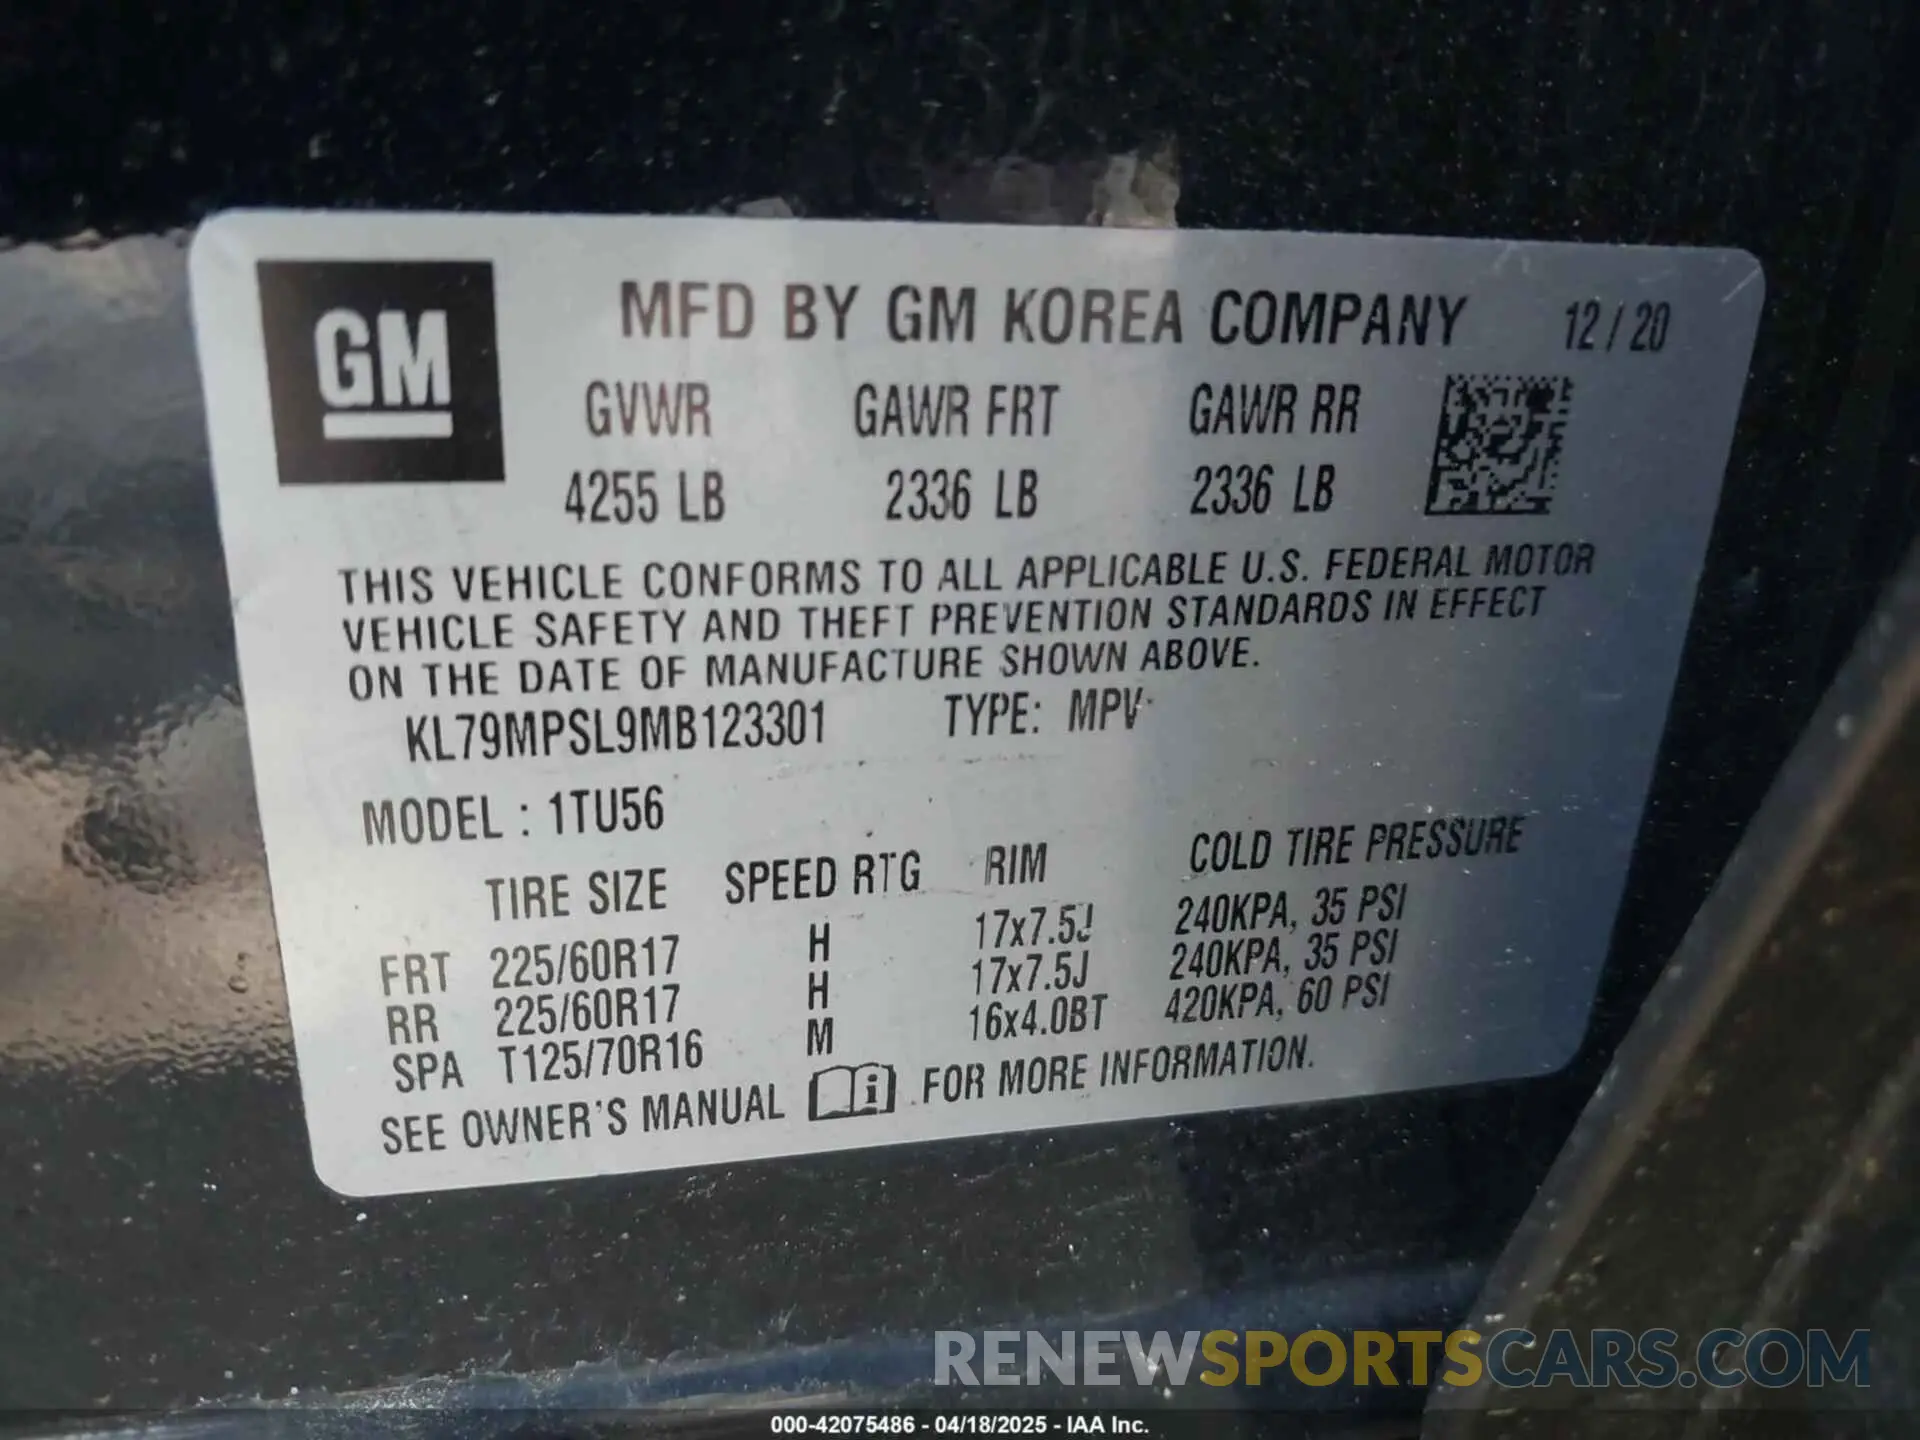 GM
MFD BY GM KOREA COMPANY 12/20
GVWR GAWR FRT GAWR RR
4255 LB 2336 LB 2336 LB
THIS VEHICLE CONFORMS TO ALL APPLICABLE U.S. FEDERAL MOTOR
VEHICLE SAFETY AND THEFT PREVENTION STANDARDS IN EFFECT
ON THE DATE OF MANUFACTURE SHOWN ABOVE.
KL79MPSL9MB123301 TYPE: MPV
MODEL : 1TU56
TIRE SIZE SPEED RTG RIM COLD TIRE PRESSURE
FRT 225/60R17 H 17x7.5J 240KPA, 35 PSI
RR 225/60R17 H 17x7.5J 240KPA, 35 PSI
SPA T125/70R16 M 16x4.0BT 420KPA, 60 PSI
SEE OWNER'S MANUAL i FOR MORE INFORMATION.
RENEWSPORTSCARS.COM
000-42075486 - 04/18/2025 - IAA Inc.